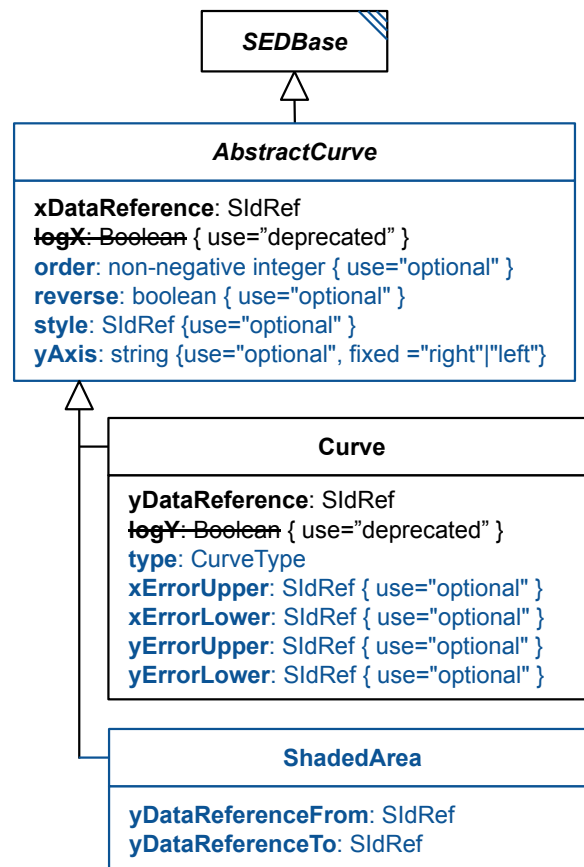 SEDBase
AbstractCurve
xDataReference: SIdRef
logX: Boolean { use=”deprecated” }
order: non-negative integer { use="optional" }
reverse: boolean { use="optional" }
style: SIdRef {use="optional" }
yAxis: string {use="optional", fixed ="right"|"left"}
Curve
yDataReference: SIdRef
logY: Boolean { use=”deprecated” }
type: CurveType
xErrorUpper: SIdRef { use="optional" }
xErrorLower: SIdRef { use="optional" }
yErrorUpper: SIdRef { use="optional" }
yErrorLower: SIdRef { use="optional" }
ShadedArea
yDataReferenceFrom: SIdRef
yDataReferenceTo: SIdRef